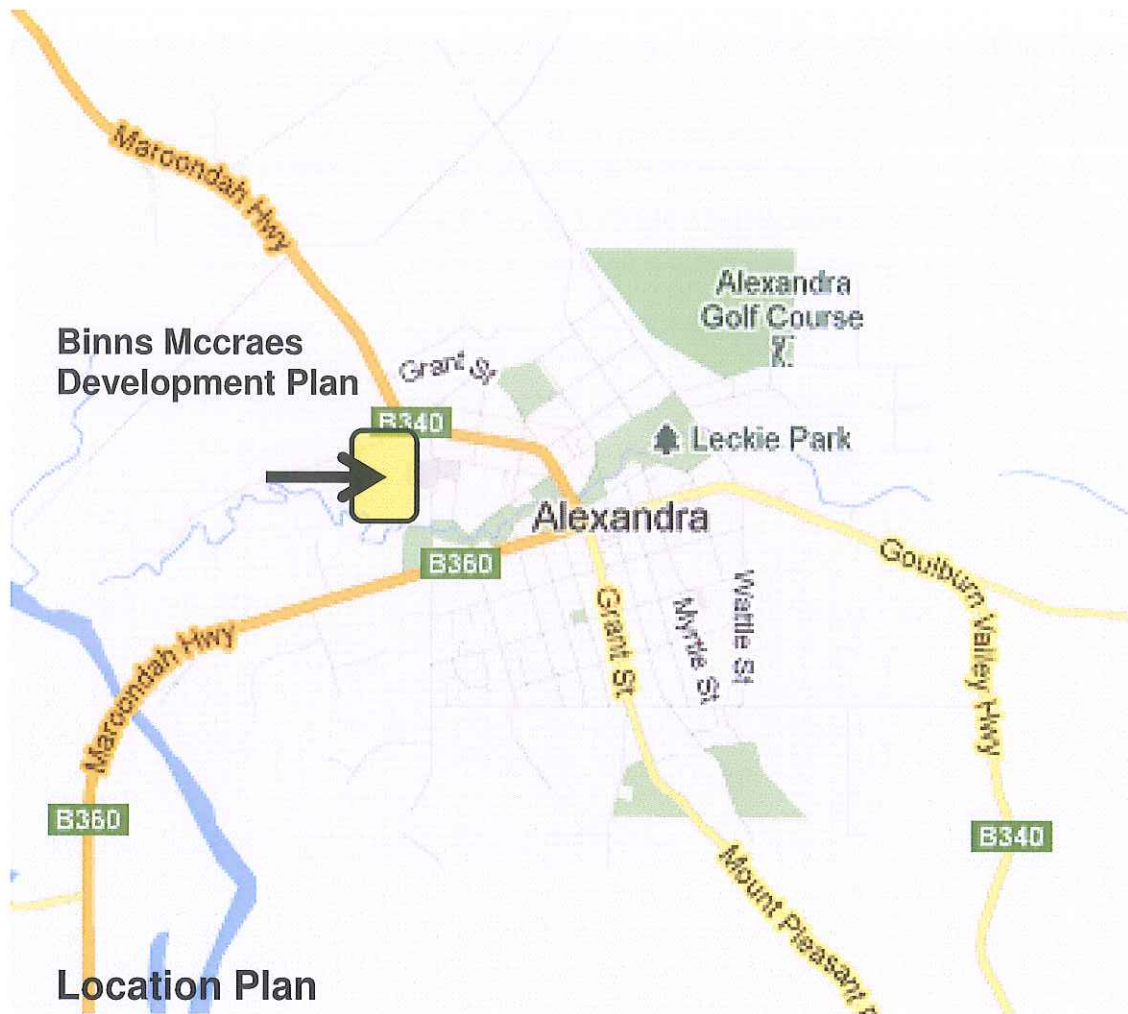 Maroondah Hwy
Alexandra
Golf Course
Binns Mccraes
Development Plan
Grant St
B340
Leckie Park
Alexandra
B360
Goulburn Valley Hwy
Wattle St
Myrtle St
Grant St
Maroondah Hwy
B360
B340
Mount Pleasant
Location Plan